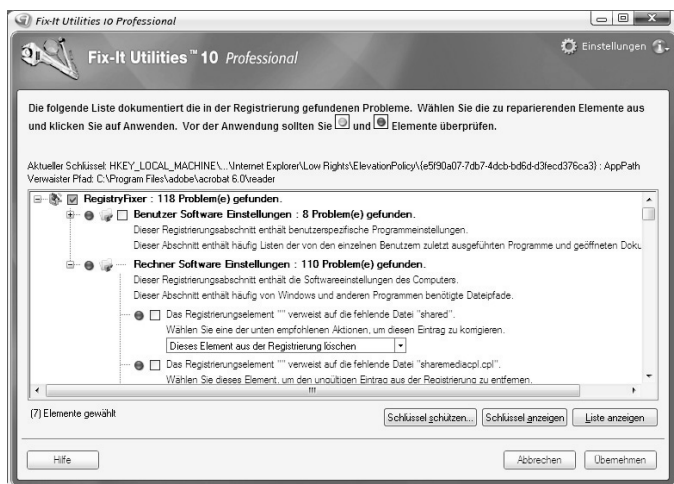 Fix-It Utilities 10 Professional
Fix-It Utilities™ 10 Professional
Einstellungen
Die folgende Liste dokumentiert die in der Registrierung gefundenen Probleme. Wählen Sie die zu reparierenden Elemente aus
und klicken Sie auf Anwenden. Vor der Anwendung sollten Sie und Elemente überprüfen.
Aktueller Schlüssel: HKEY_LOCAL_MACHINE\...\Internet Explorer\Low Rights\ElevationPolicy\{e5f90a07-7db7-4dcb-bd6d-d3fecd376ca3} : AppPath
Verwaister Pfad: C:\Program Files\adobe\acrobat 6.0\reader
RegistryFixer : 118 Problem(e) gefunden.
Benutzer Software Einstellungen : 8 Problem(e) gefunden.
Dieser Registrierungsabschnitt enthält benutzerspezifische Programmeinstellungen.
Dieser Abschnitt enthält häufig Listen der von den einzelnen Benutzern zuletzt ausgeführten Programme und geöffneten Doku
Rechner Software Einstellungen : 110 Problem(e) gefunden.
Dieser Registrierungsabschnitt enthält die Softwareeinstellungen des Computers.
Dieser Abschnitt enthält häufig von Windows und anderen Programmen benötigte Dateipfade.
Das Registrierungselement "" verweist auf die fehlende Datei "shared".
Wählen Sie eine der unten empfohlenen Aktionen, um diesen Eintrag zu korrigieren.
Dieses Element aus der Registrierung löschen
Das Registrierungselement "" verweist auf die fehlende Datei "sharemediacpl.cpl".
Wählen Sie dieses Element, um den ungültigen Eintrag aus der Registrierung zu entfernen.
(7) Elemente gewählt
Schlüssel schützen... Schlüssel anzeigen Liste anzeigen
Hilfe Abbrechen Übernehmen